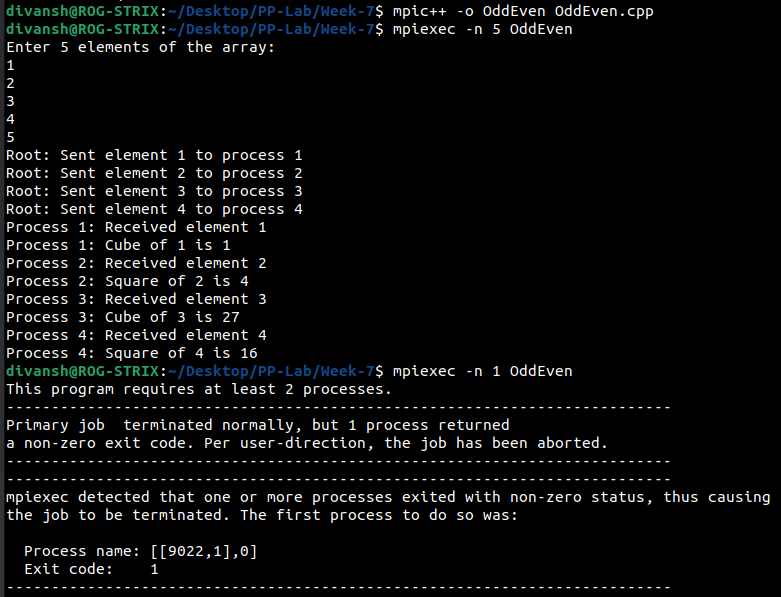 divansh@ROG-STRIX:~/Desktop/PP-Lab/Week-7$ mpic++ -o OddEven OddEven.cpp
divansh@ROG-STRIX:~/Desktop/PP-Lab/Week-7$ mpiexec -n 5 OddEven
Enter 5 elements of the array:
1
2
3
4
5
Root: Sent element 1 to process 1
Root: Sent element 2 to process 2
Root: Sent element 3 to process 3
Root: Sent element 4 to process 4
Process 1: Received element 1
Process 1: Cube of 1 is 1
Process 2: Received element 2
Process 2: Square of 2 is 4
Process 3: Received element 3
Process 3: Cube of 3 is 27
Process 4: Received element 4
Process 4: Square of 4 is 16
divansh@ROG-STRIX:~/Desktop/PP-Lab/Week-7$ mpiexec -n 1 OddEven
This program requires at least 2 processes.
--------------------------------------------------------------------------
Primary job  terminated normally, but 1 process returned
a non-zero exit code. Per user-direction, the job has been aborted.
--------------------------------------------------------------------------
--------------------------------------------------------------------------
mpiexec detected that one or more processes exited with non-zero status, thus causing
the job to be terminated. The first process to do so was:

  Process name: [[9022,1],0]
  Exit code:    1
--------------------------------------------------------------------------